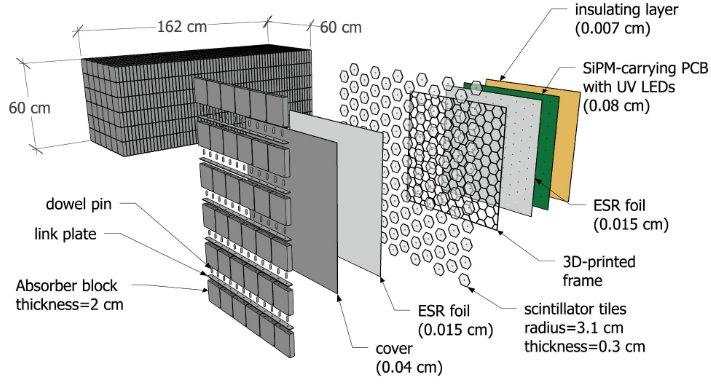 162 cm
60 cm
60 cm
insulating layer
(0.007 cm)
SiPM-carrying PCB
with UV LEDs
(0.08 cm)
ESR foil
(0.015 cm)
3D-printed
frame
scintillator tiles
radius=3.1 cm
thickness=0.3 cm
ESR foil
(0.015 cm)
cover
(0.04 cm)
dowel pin
link plate
Absorber block
thickness=2 cm